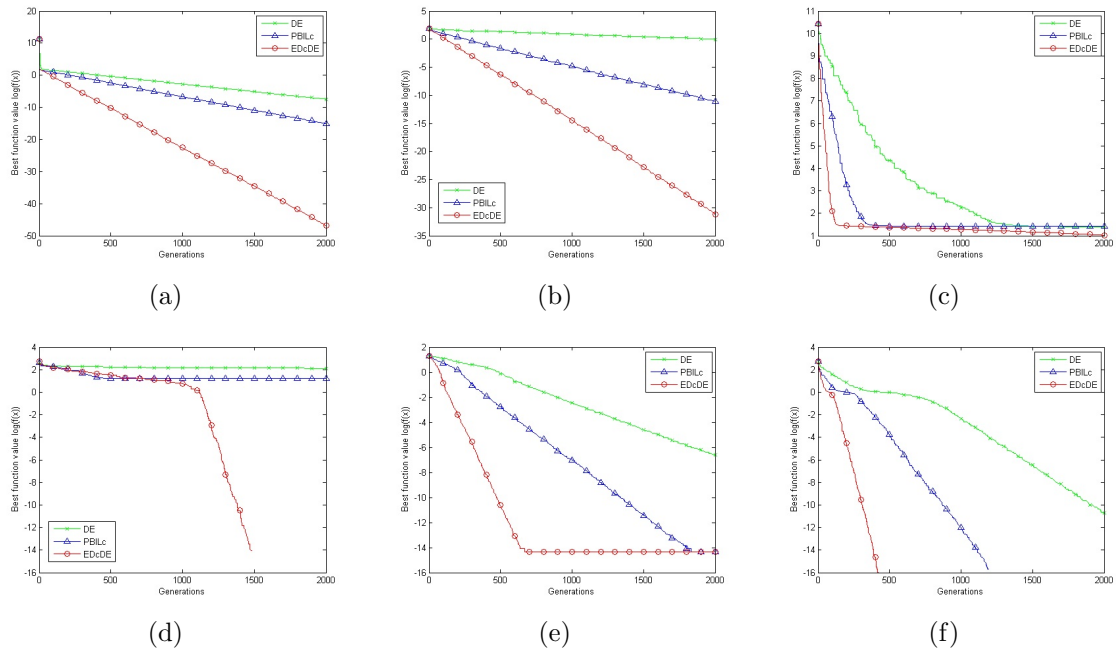 20
10
0
-10
-20
-30
-40
-50
0 500 1000 1500 2000
Best function value log(f(x))
Generations
DE
PBILc
EDcDE
(a)
5
0
-5
-10
-15
-20
-25
-30
-35
0 500 1000 1500 2000
Best function value log(f(x))
Generations
DE
PBILc
EDcDE
(b)
11
10
9
8
7
6
5
4
3
2
1
0 500 1000 1500 2000
Best function value log(f(x))
Generations
DE
PBILc
EDcDE
(c)
4
2
0
-2
-4
-6
-8
-10
-12
-14
-16
0 500 1000 1500 2000
Best function value log(f(x))
Generations
DE
PBILc
EDcDE
(d)
2
0
-2
-4
-6
-8
-10
-12
-14
-16
0 500 1000 1500 2000
Best function value log(f(x))
Generations
DE
PBILc
EDcDE
(e)
4
2
0
-2
-4
-6
-8
-10
-12
-14
-16
0 500 1000 1500 2000
Best function value log(f(x))
Generations
DE
PBILc
EDcDE
(f)